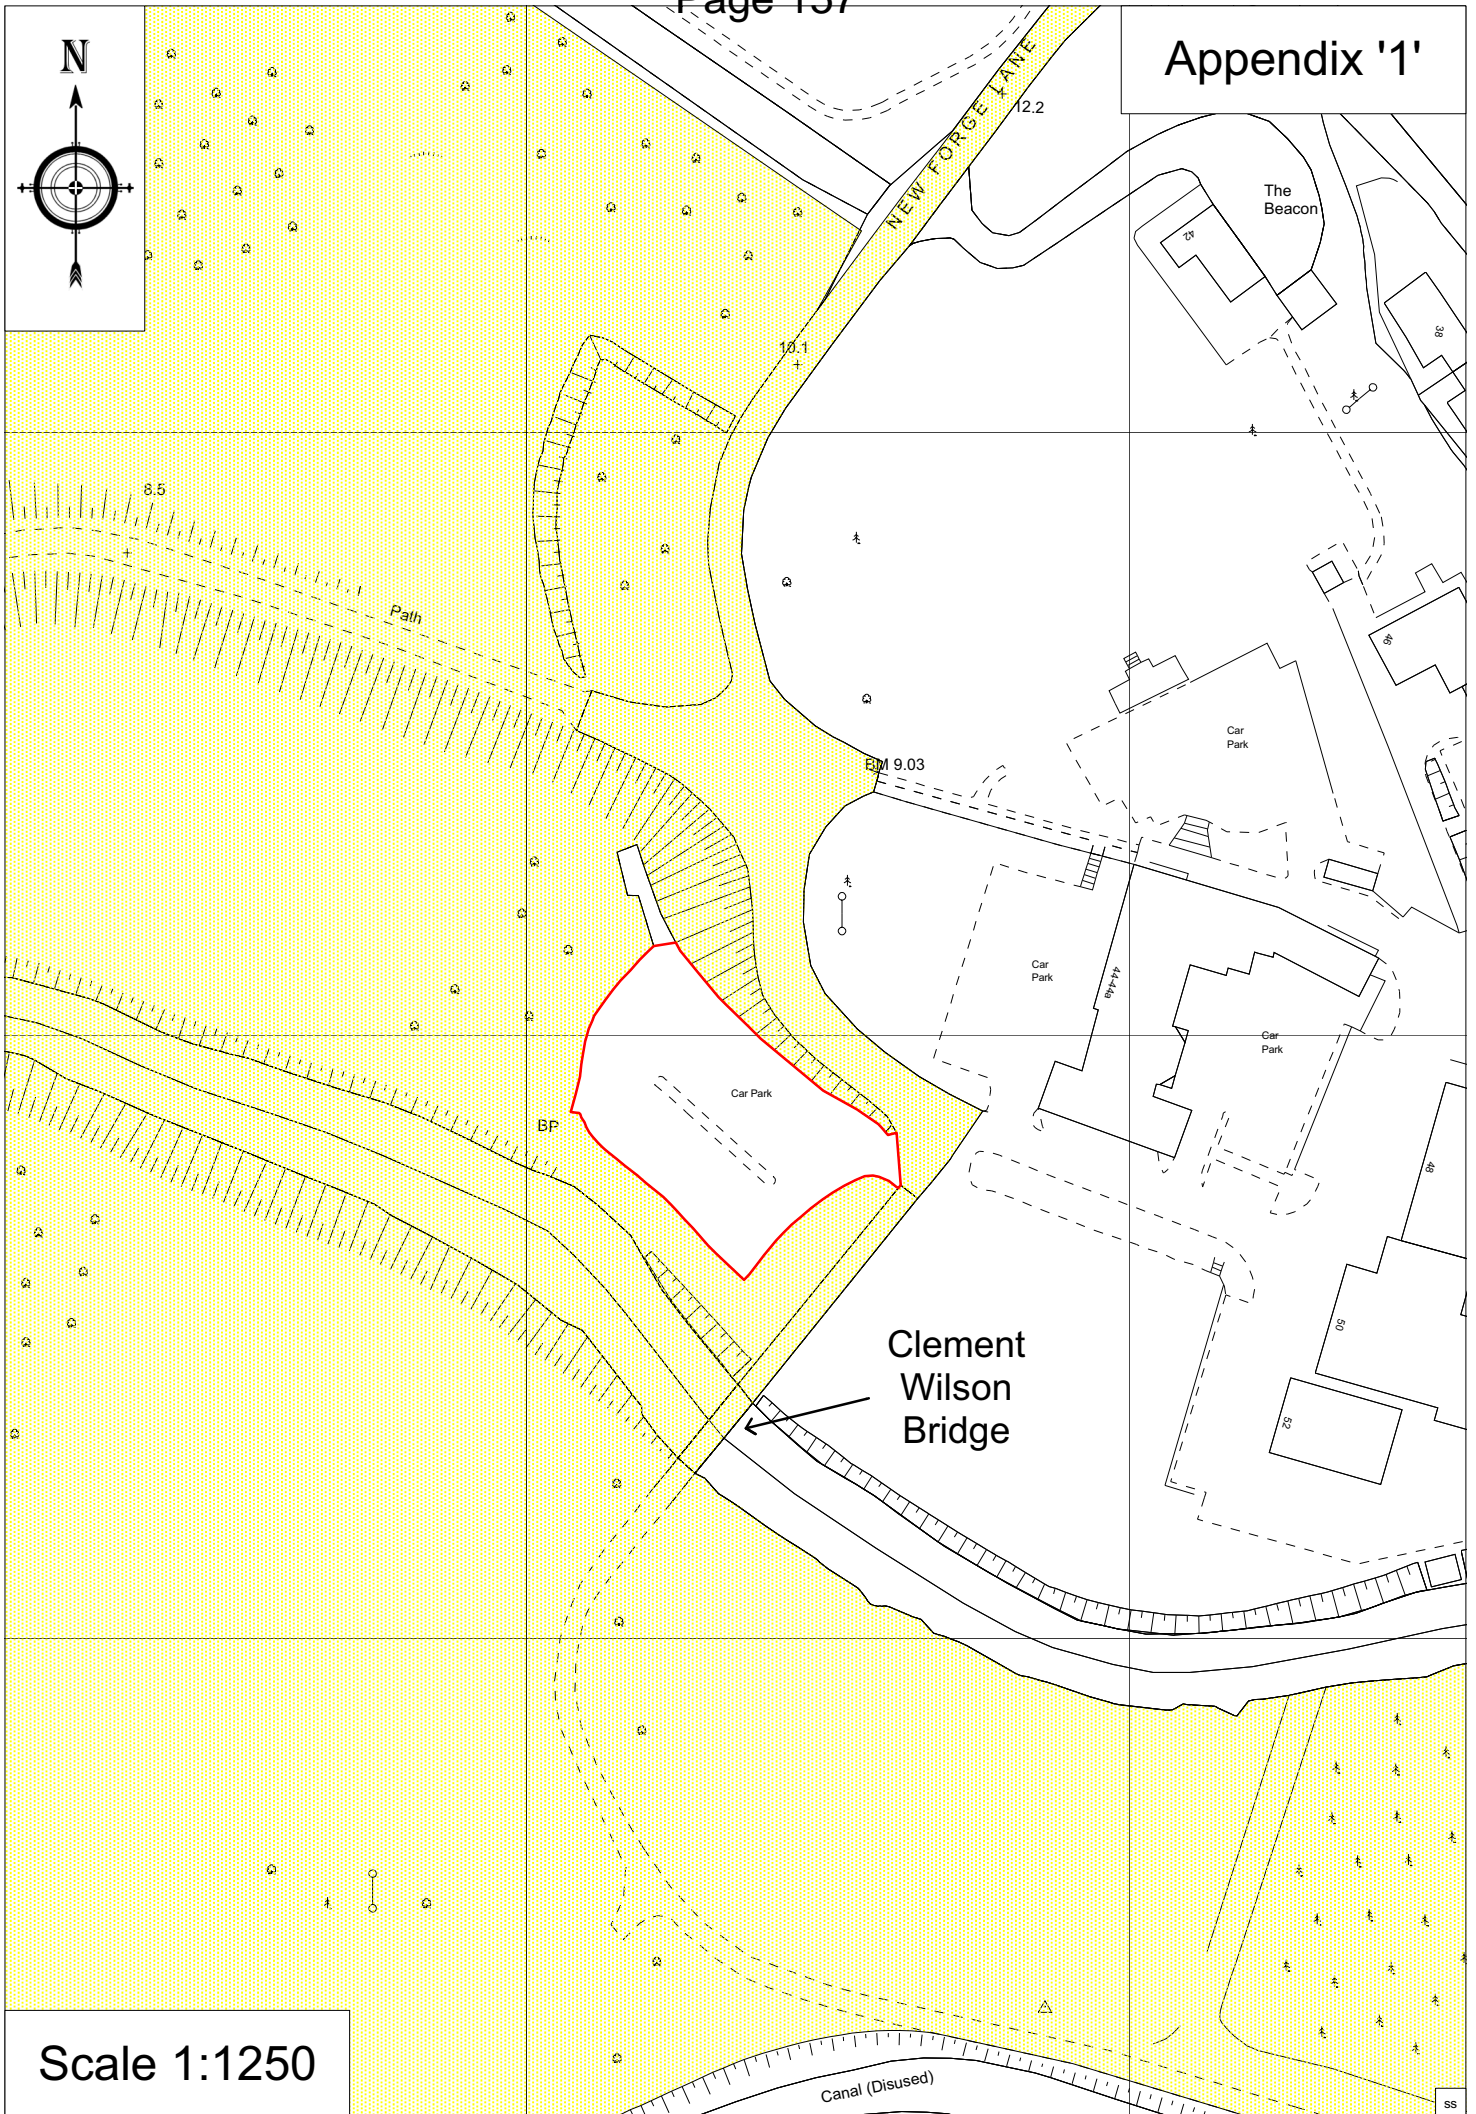 Page 157
N
Appendix '1'
NEW FORGE LANE
12.2
The
Beacon
42
38
10.1
8.5
Path
46
Car
Park
BM 9.03
Car
Park
44-44a
Car
Park
Car Park
BP
48
50
Clement
Wilson
Bridge
52
Scale 1:1250
Canal (Disused)
ss